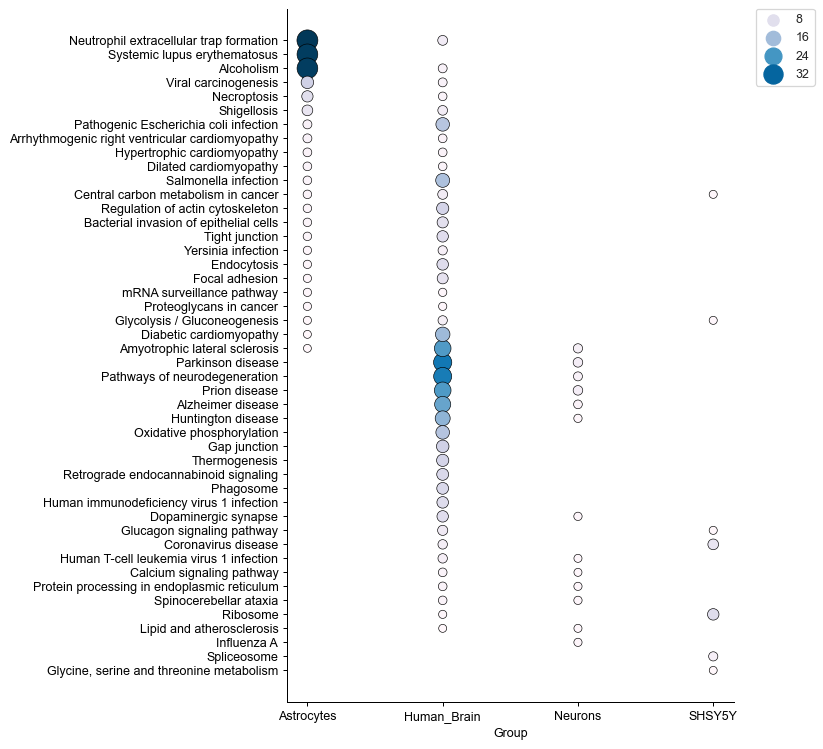 8
16
24
32
Neutrophil extracellular trap formation
Systemic lupus erythematosus
Alcoholism
Viral carcinogenesis
Necroptosis
Shigellosis
Pathogenic Escherichia coli infection
Arrhythmogenic right ventricular cardiomyopathy
Hypertrophic cardiomyopathy
Dilated cardiomyopathy
Salmonella infection
Central carbon metabolism in cancer
Regulation of actin cytoskeleton
Bacterial invasion of epithelial cells
Tight junction
Yersinia infection
Endocytosis
Focal adhesion
mRNA surveillance pathway
Proteoglycans in cancer
Glycolysis / Gluconeogenesis
Diabetic cardiomyopathy
Amyotrophic lateral sclerosis
Parkinson disease
Pathways of neurodegeneration
Prion disease
Alzheimer disease
Huntington disease
Oxidative phosphorylation
Gap junction
Thermogenesis
Retrograde endocannabinoid signaling
Phagosome
Human immunodeficiency virus 1 infection
Dopaminergic synapse
Glucagon signaling pathway
Coronavirus disease
Human T-cell leukemia virus 1 infection
Calcium signaling pathway
Protein processing in endoplasmic reticulum
Spinocerebellar ataxia
Ribosome
Lipid and atherosclerosis
Influenza A
Spliceosome
Glycine, serine and threonine metabolism
Astrocytes Human_Brain Neurons SHSY5Y
Group